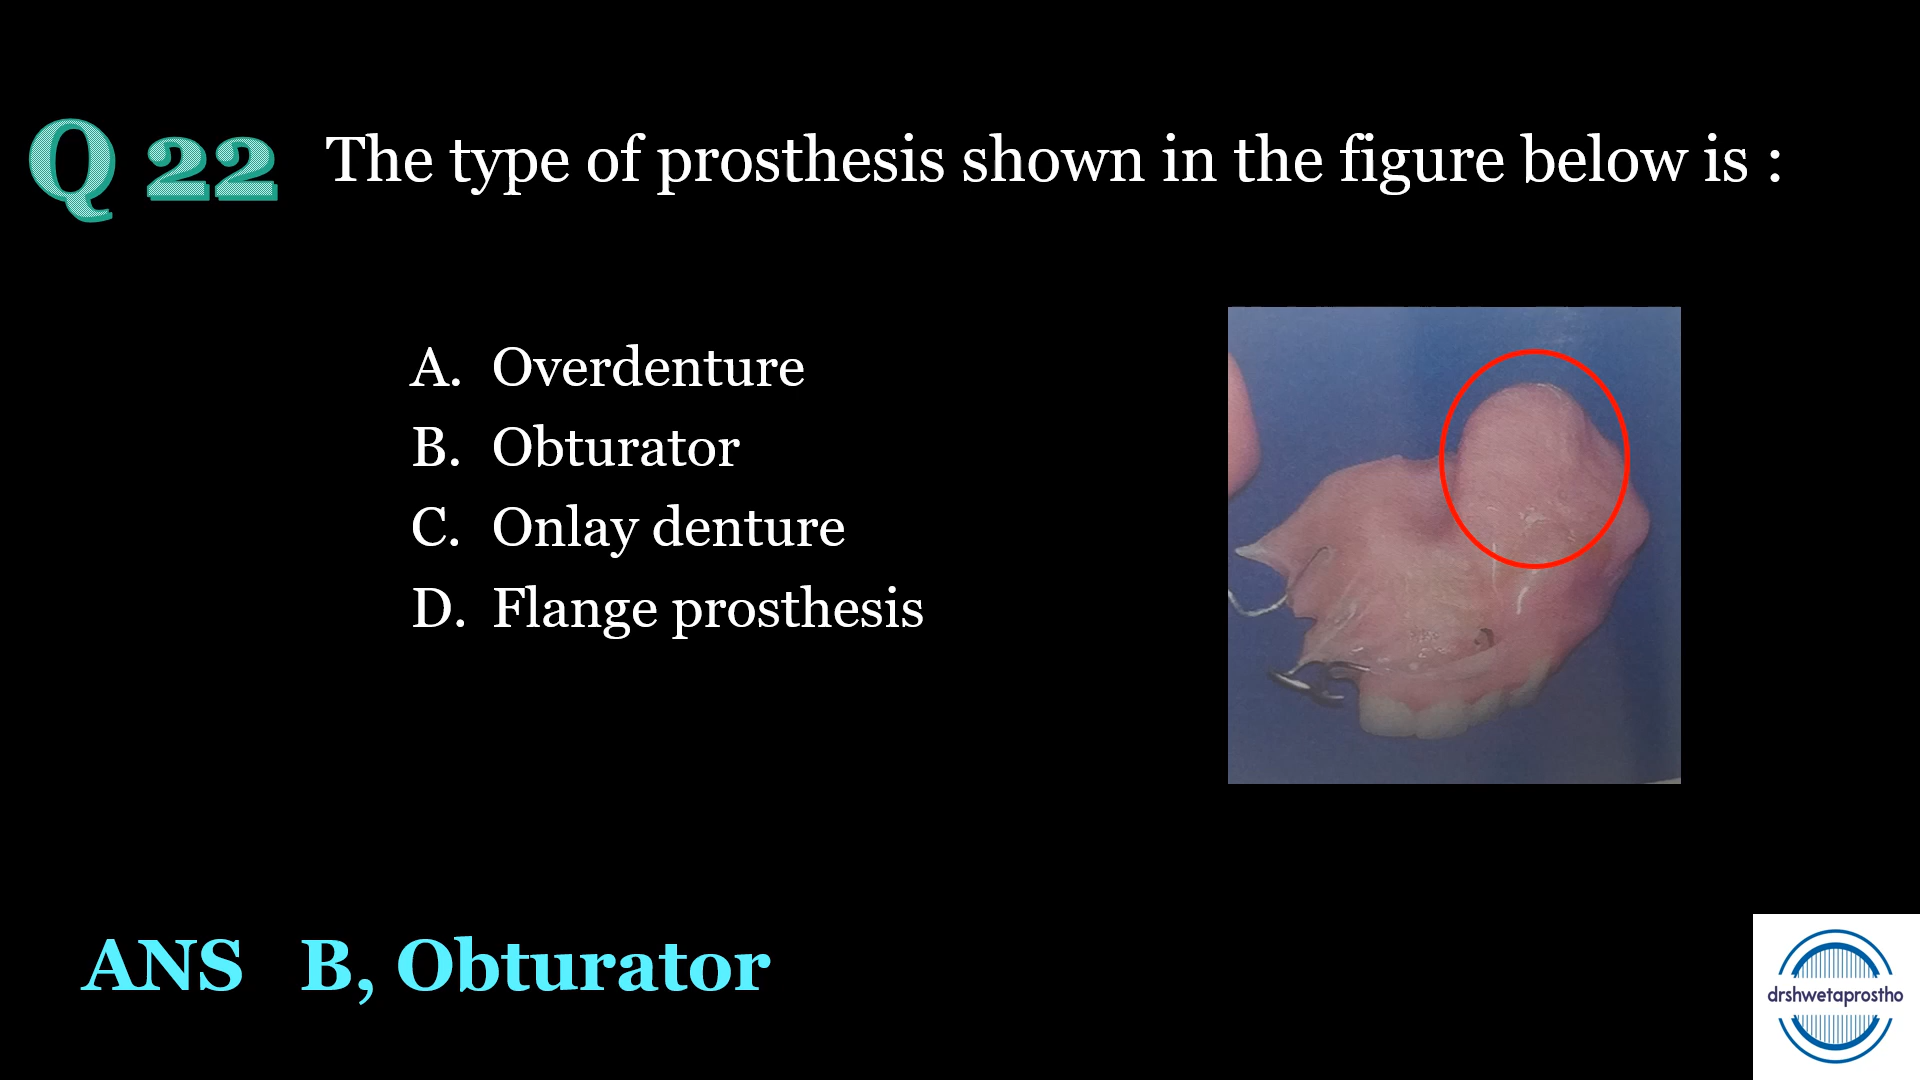 Q 22 The type of prosthesis shown in the figure below is :
A. Overdenture
B. Obturator
C. Onlay denture
D. Flange prosthesis
ANS B, Obturator
drshwetaprostho